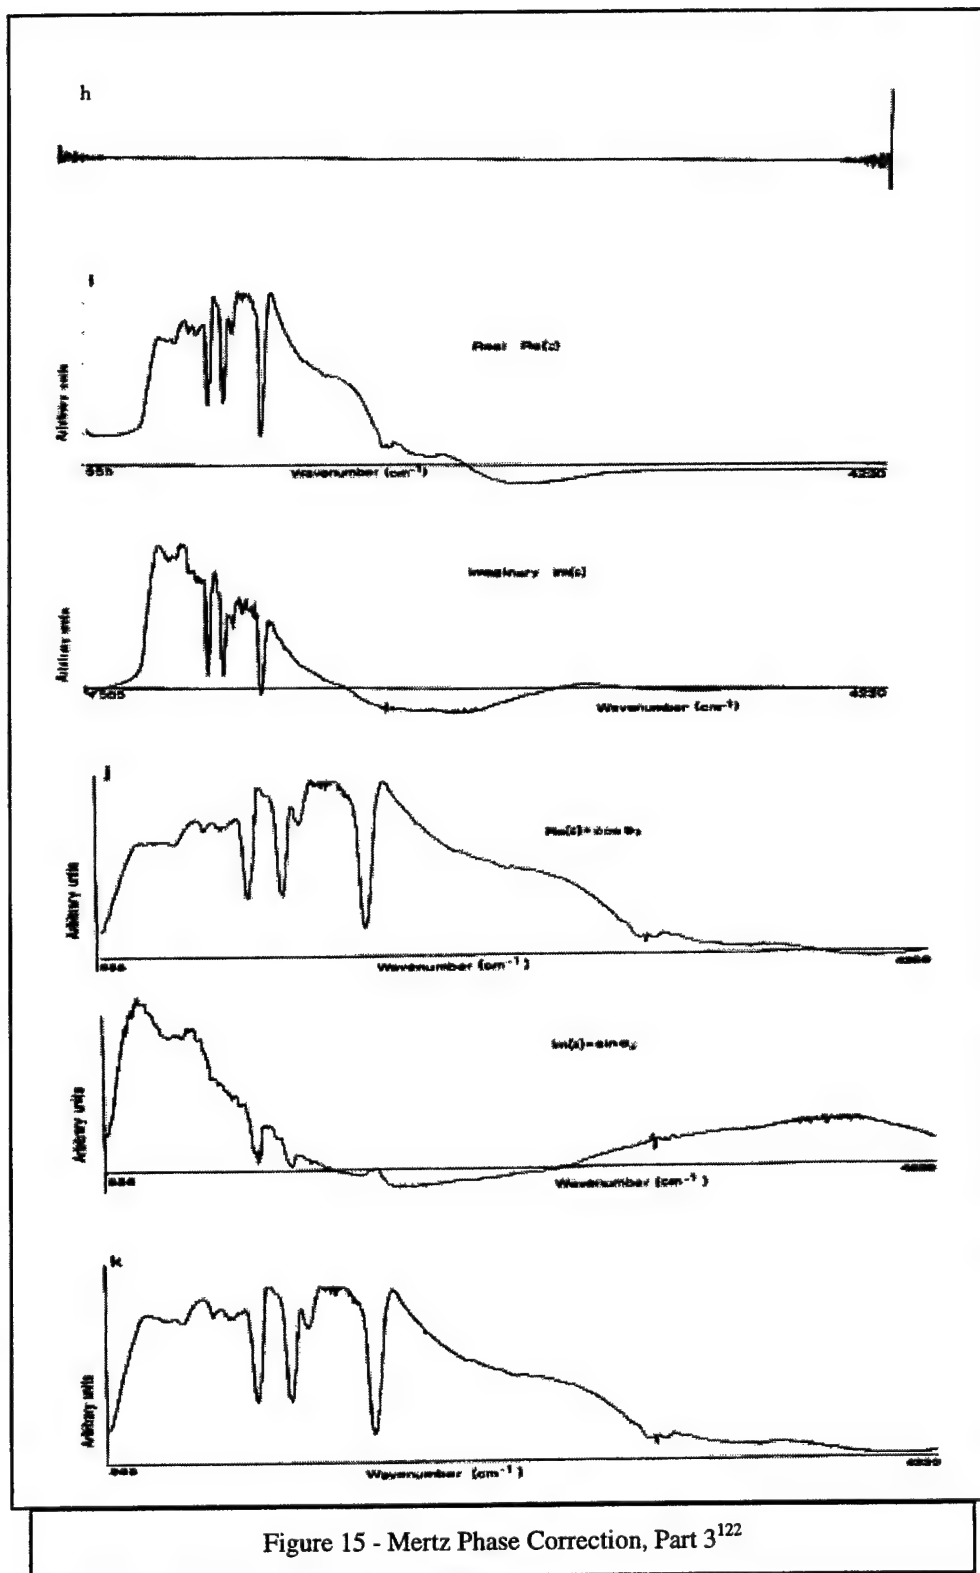 h
i
Real Re(z)
Arbitrary units
Wavenumber (cm⁻¹)
4230
Imaginary Im(z)
Arbitrary units
4230
Wavenumber (cm⁻¹)
j
Arbitrary units
Wavenumber (cm⁻¹)
Arbitrary units
Wavenumber (cm⁻¹)
k
Arbitrary units
Wavenumber (cm⁻¹)
Figure 15 - Mertz Phase Correction, Part 3¹²²